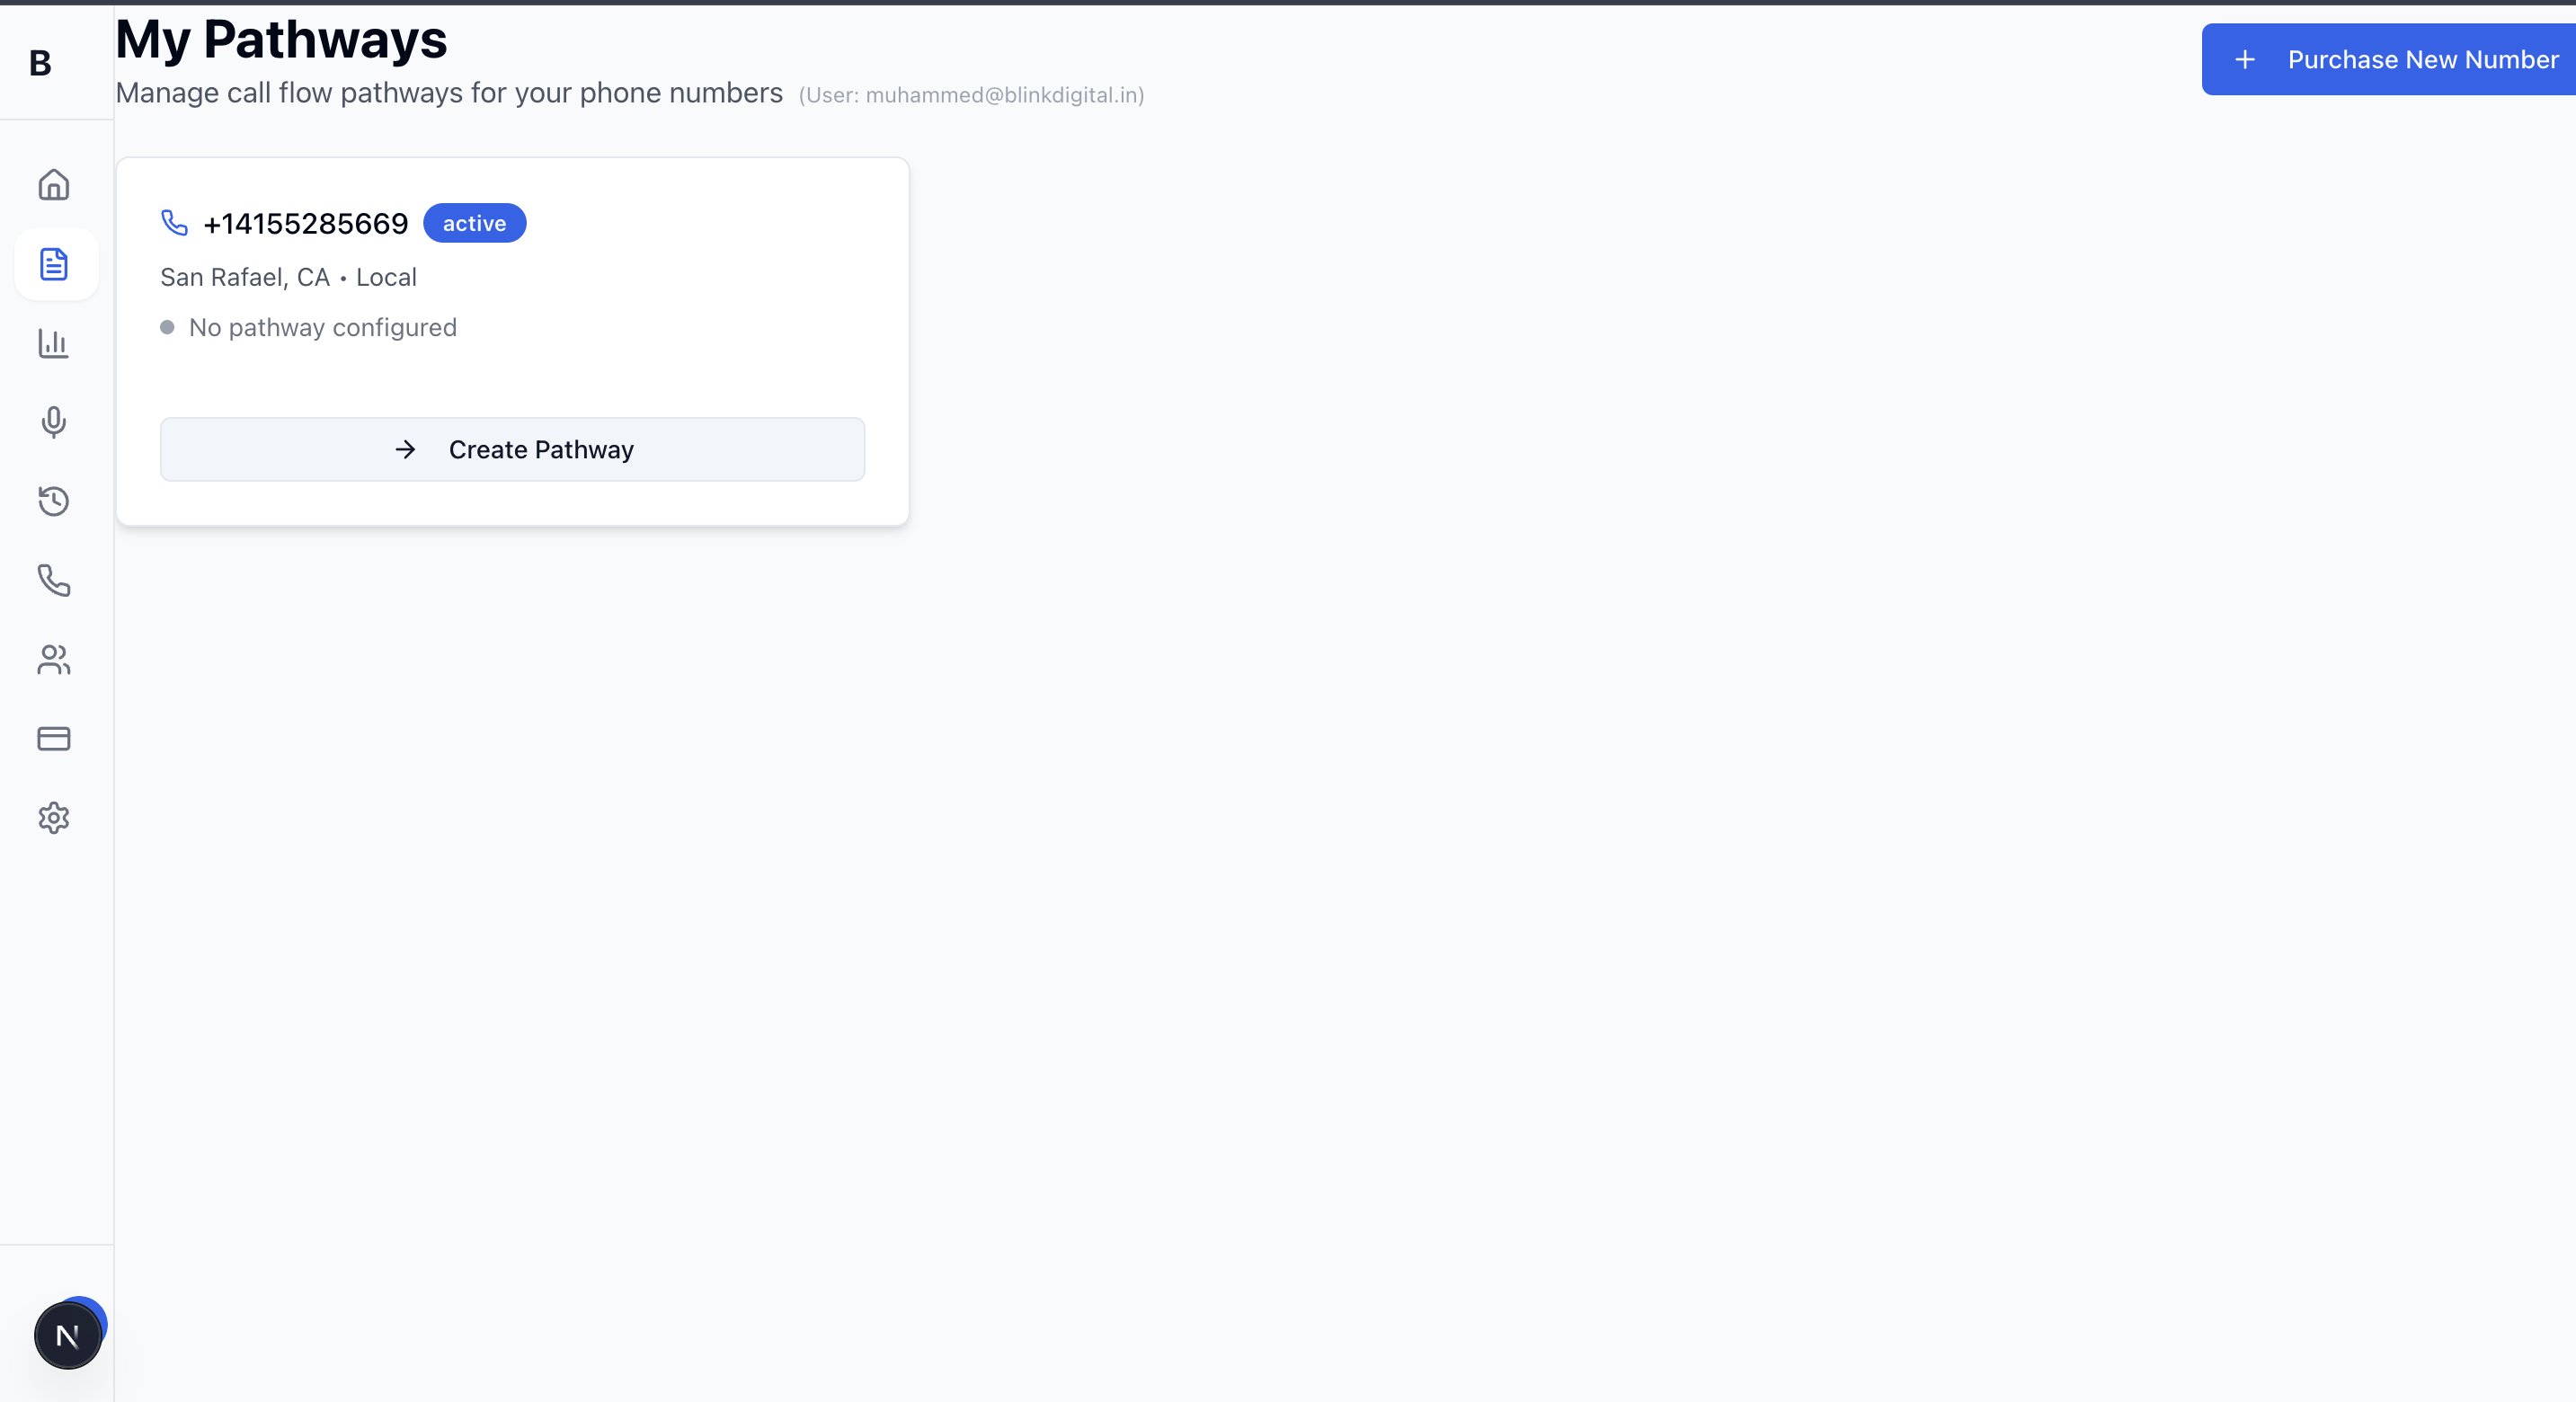 B
My Pathways
Manage call flow pathways for your phone numbers (User: muhammed@blinkdigital.in)
Purchase New Number
+14155285669 active
San Rafael, CA • Local
No pathway configured
Create Pathway
N